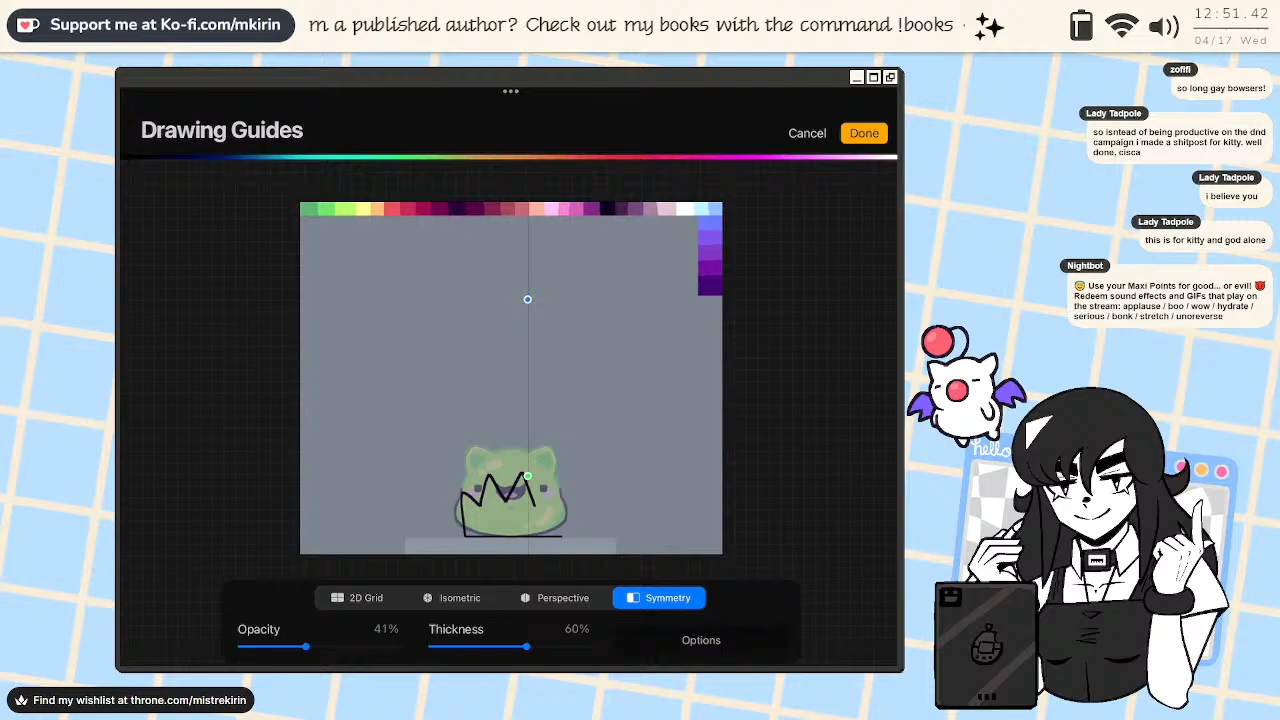 Support me at Ko-fi.com/mkirin
m a published author? Check out my books with the command !books
12:51.42
04/17 Wed
zofifi
so long gay bowsers!
Lady Tadpole
so isntead of being productive on the dnd
campaign i made a shitpost for kitty. well
done, cisca
Lady Tadpole
i believe you
Lady Tadpole
this is for kitty and god alone
Nightbot
😇 Use your Maxi Points for good... or evil! 😈
Redeem sound effects and GIFs that play on
the stream: applause / boo / wow / hydrate /
serious / bonk / stretch / unoreverse
Drawing Guides
Cancel
Done
2D Grid
Isometric
Perspective
Symmetry
Opacity
41%
Thickness
60%
Options
hello
Find my wishlist at throne.com/mistrekirin